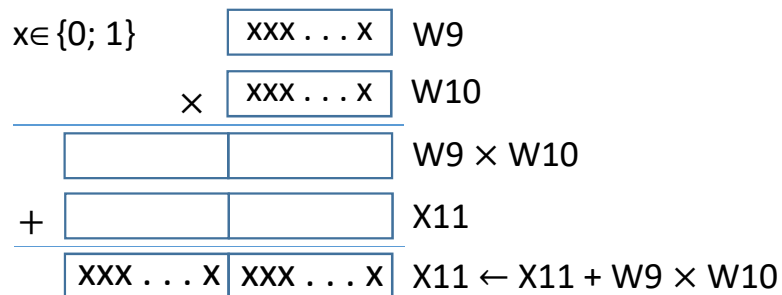 x∈{0; 1} xxx . . . x W9
× xxx . . . x W10
W9 × W10
+ X11
xxx . . . x xxx . . . x X11 ← X11 + W9 × W10